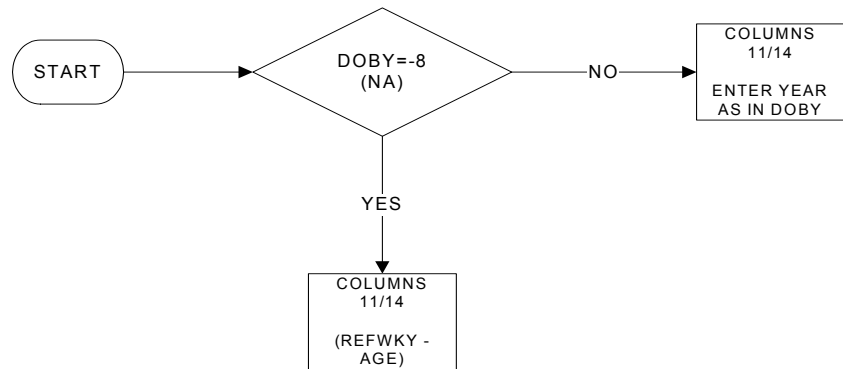 START
DOBY=-8
(NA)
NO
COLUMNS
11/14
ENTER YEAR
AS IN DOBY
YES
COLUMNS
11/14
(REFWKY -
AGE)